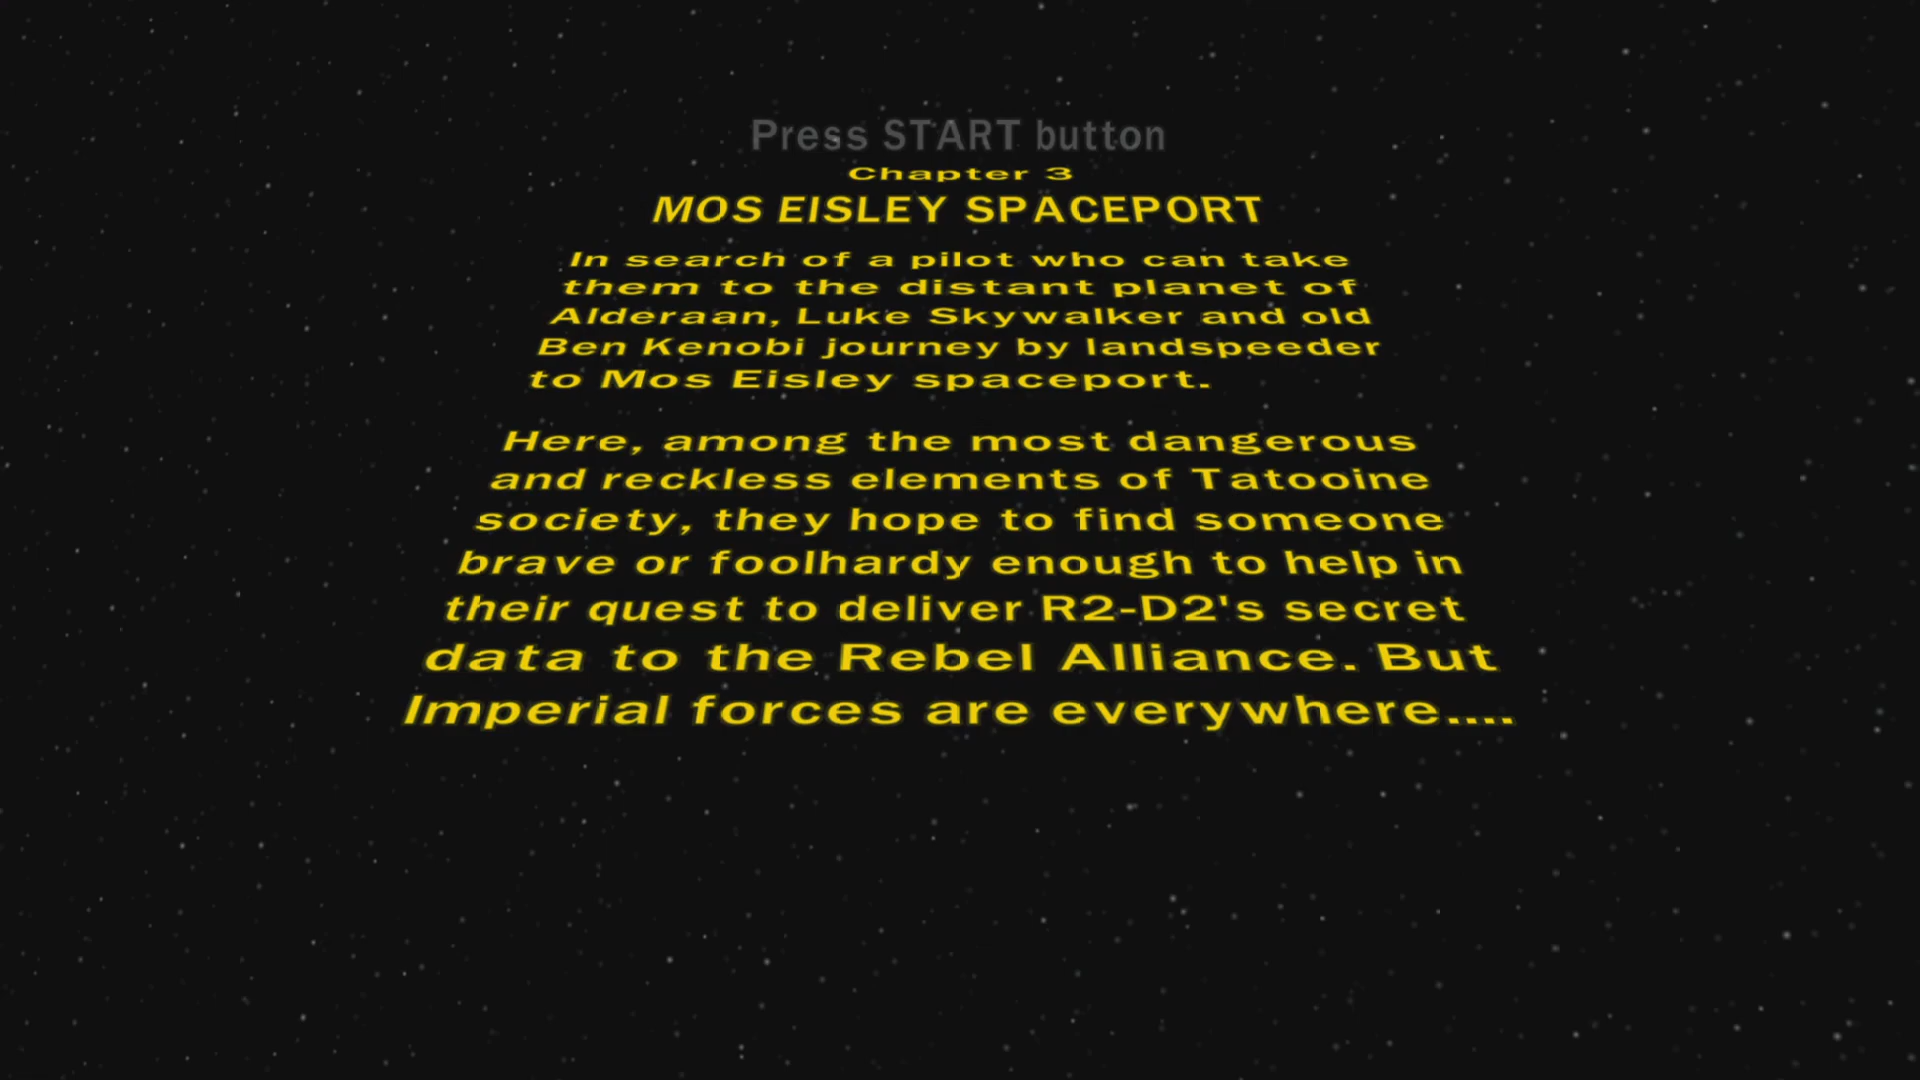 Press START button
Chapter 3
MOS EISLEY SPACEPORT
In search of a pilot who can take
them to the distant planet of
Alderaan, Luke Skywalker and old
Ben Kenobi journey by landspeeder
to Mos Eisley spaceport.
Here, among the most dangerous
and reckless elements of Tatooine
society, they hope to find someone
brave or foolhardy enough to help in
their quest to deliver R2-D2's secret
data to the Rebel Alliance. But
Imperial forces are everywhere....